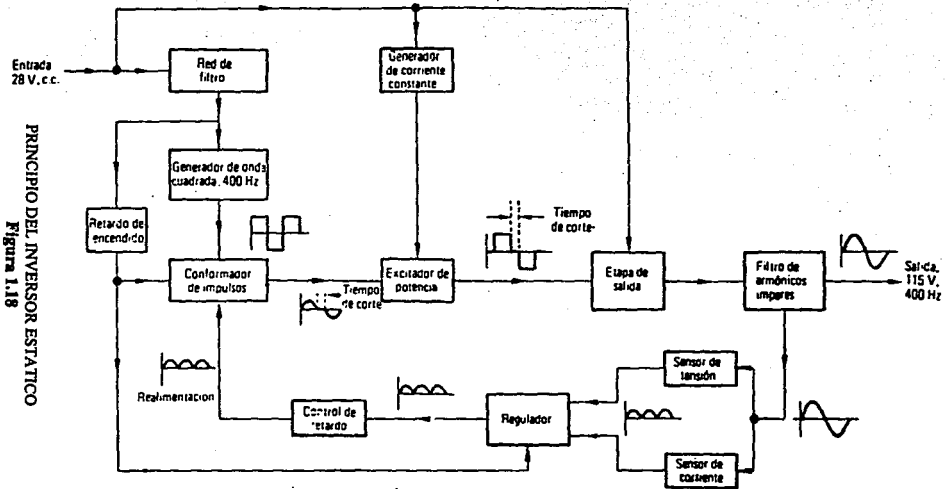 Entrada
28 V, c.c.
Red de
filtro
Generador
de corriente
constante
Generador de onda
cuadrada, 400 Hz
Retardo de
encendido
Conformador
de impulsos
Tiempo
de corte
Excitador de
potencia
Tiempo
de corte
Etapa de
salida
Filtro de
armónicos
impares
Salida,
115 V,
400 Hz
Realimentación
Control de
retardo
Regulador
Sensor de
tensión
Sensor de
corriente
PRINCIPIO DEL INVERSOR ESTATICO
Figura 1.18